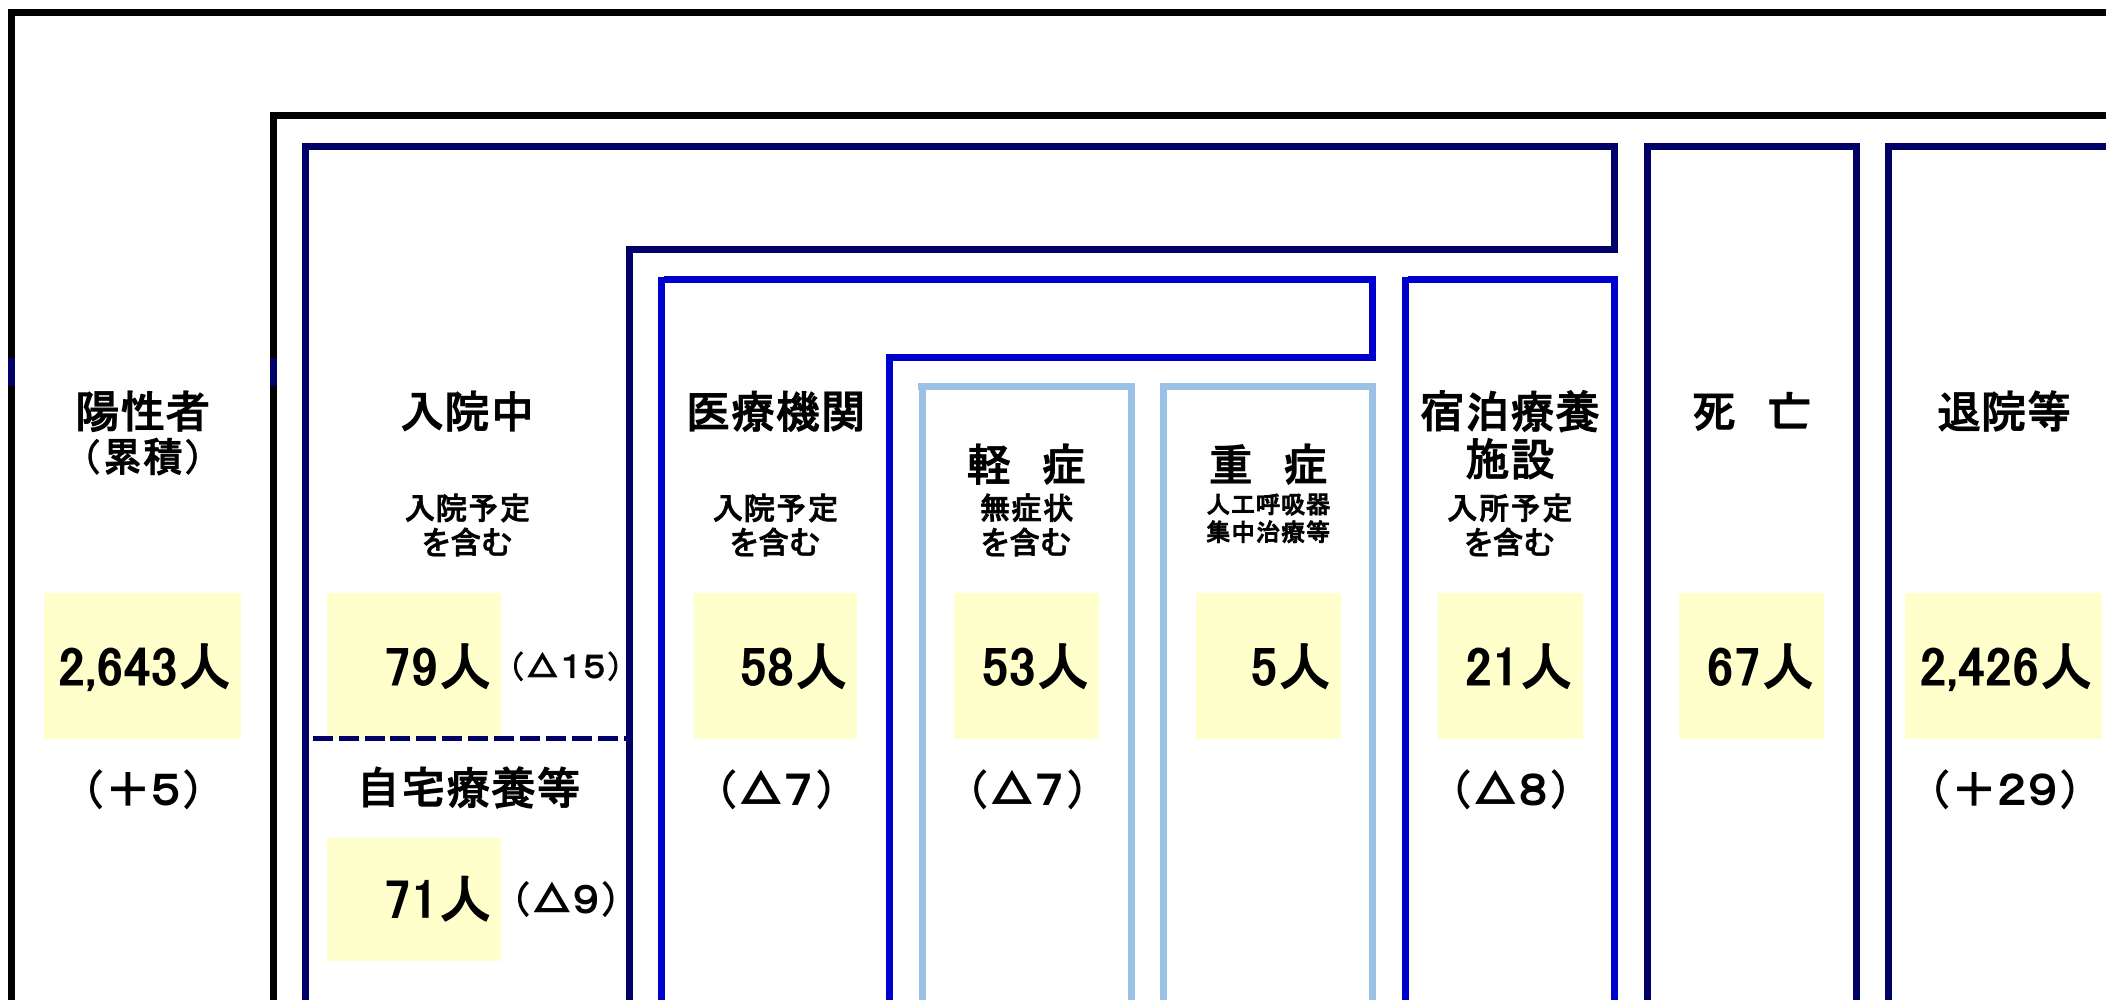 陽性者
（累積）
2,643人
（＋5）
入院中
入院予定
を含む
79人（△15）
自宅療養等
71人（△9）
医療機関
入院予定
を含む
58人
（△7）
軽　症
無症状
を含む
53人
（△7）
重　症
人工呼吸器
集中治療等
5人
宿泊療養
施設
入所予定
を含む
21人
（△8）
死　亡
67人
退院等
2,426人
（＋29）